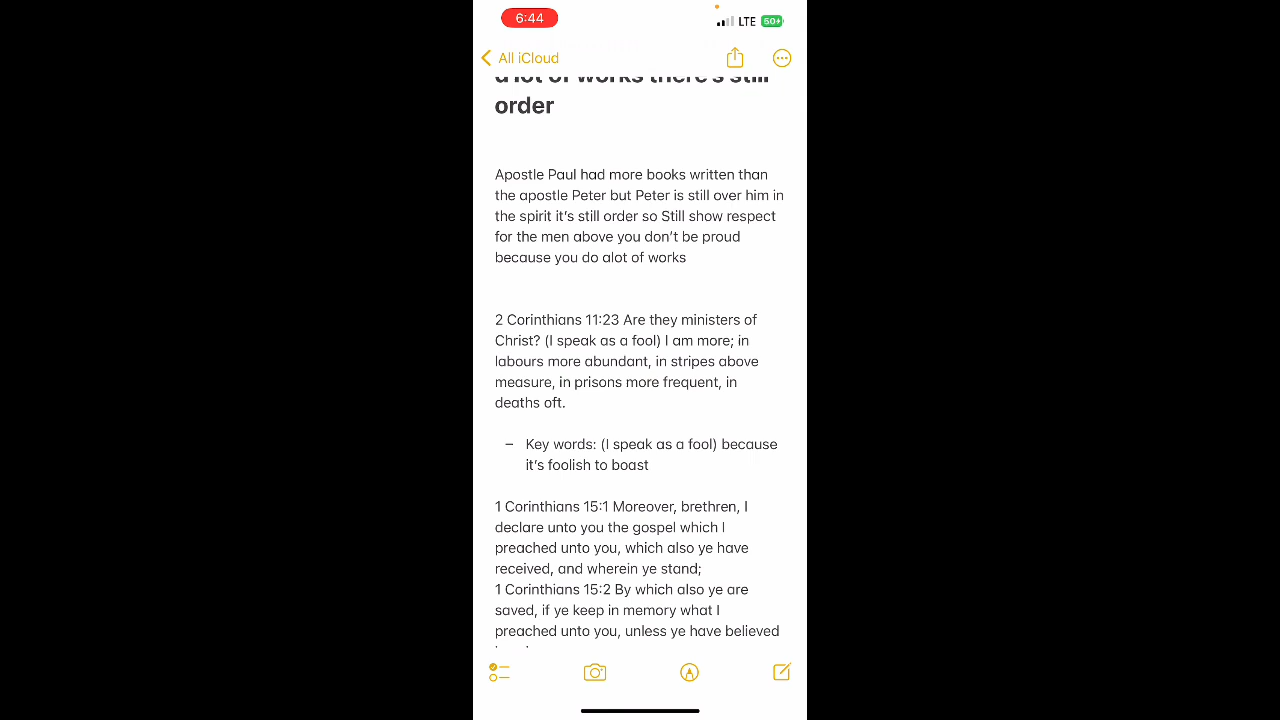 6:44
LTE 50
All iCloud
a lot of works there's still
order
Apostle Paul had more books written than
the apostle Peter but Peter is still over him in
the spirit it's still order so Still show respect
for the men above you don't be proud
because you do alot of works
2 Corinthians 11:23 Are they ministers of
Christ? (I speak as a fool) I am more; in
labours more abundant, in stripes above
measure, in prisons more frequent, in
deaths oft.
– Key words: (I speak as a fool) because
it's foolish to boast
1 Corinthians 15:1 Moreover, brethren, I
declare unto you the gospel which I
preached unto you, which also ye have
received, and wherein ye stand;
1 Corinthians 15:2 By which also ye are
saved, if ye keep in memory what I
preached unto you, unless ye have believed